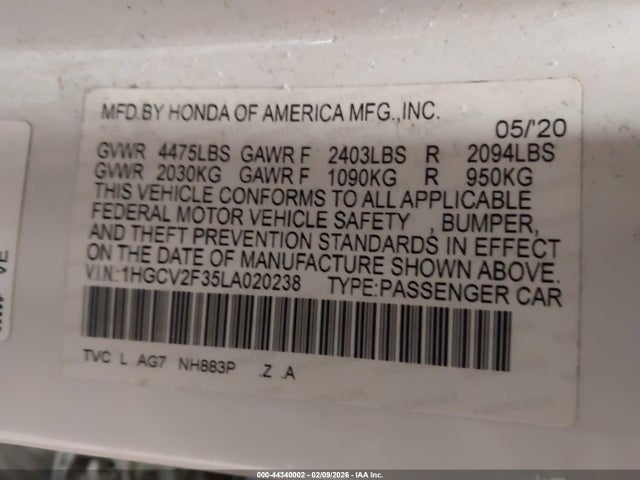 MFD.BY HONDA OF AMERICA MFG.,INC.
05/'20
GVWR 4475LBS GAWR F 2403LBS R 2094LBS
GVWR 2030KG GAWR F 1090KG R 950KG
THIS VEHICLE CONFORMS TO ALL APPLICABLE
FEDERAL MOTOR VEHICLE SAFETY , BUMPER,
AND THEFT PREVENTION STANDARDS IN EFFECT
ON THE DATE OF MANUFACTURE SHOWN ABOVE.
V.I.N.:1HGCV2F35LA020238 TYPE:PASSENGER CAR
TVC L AG7 NH883P .Z .A
VE
000-44340002 - 02/09/2026 - IAA Inc.